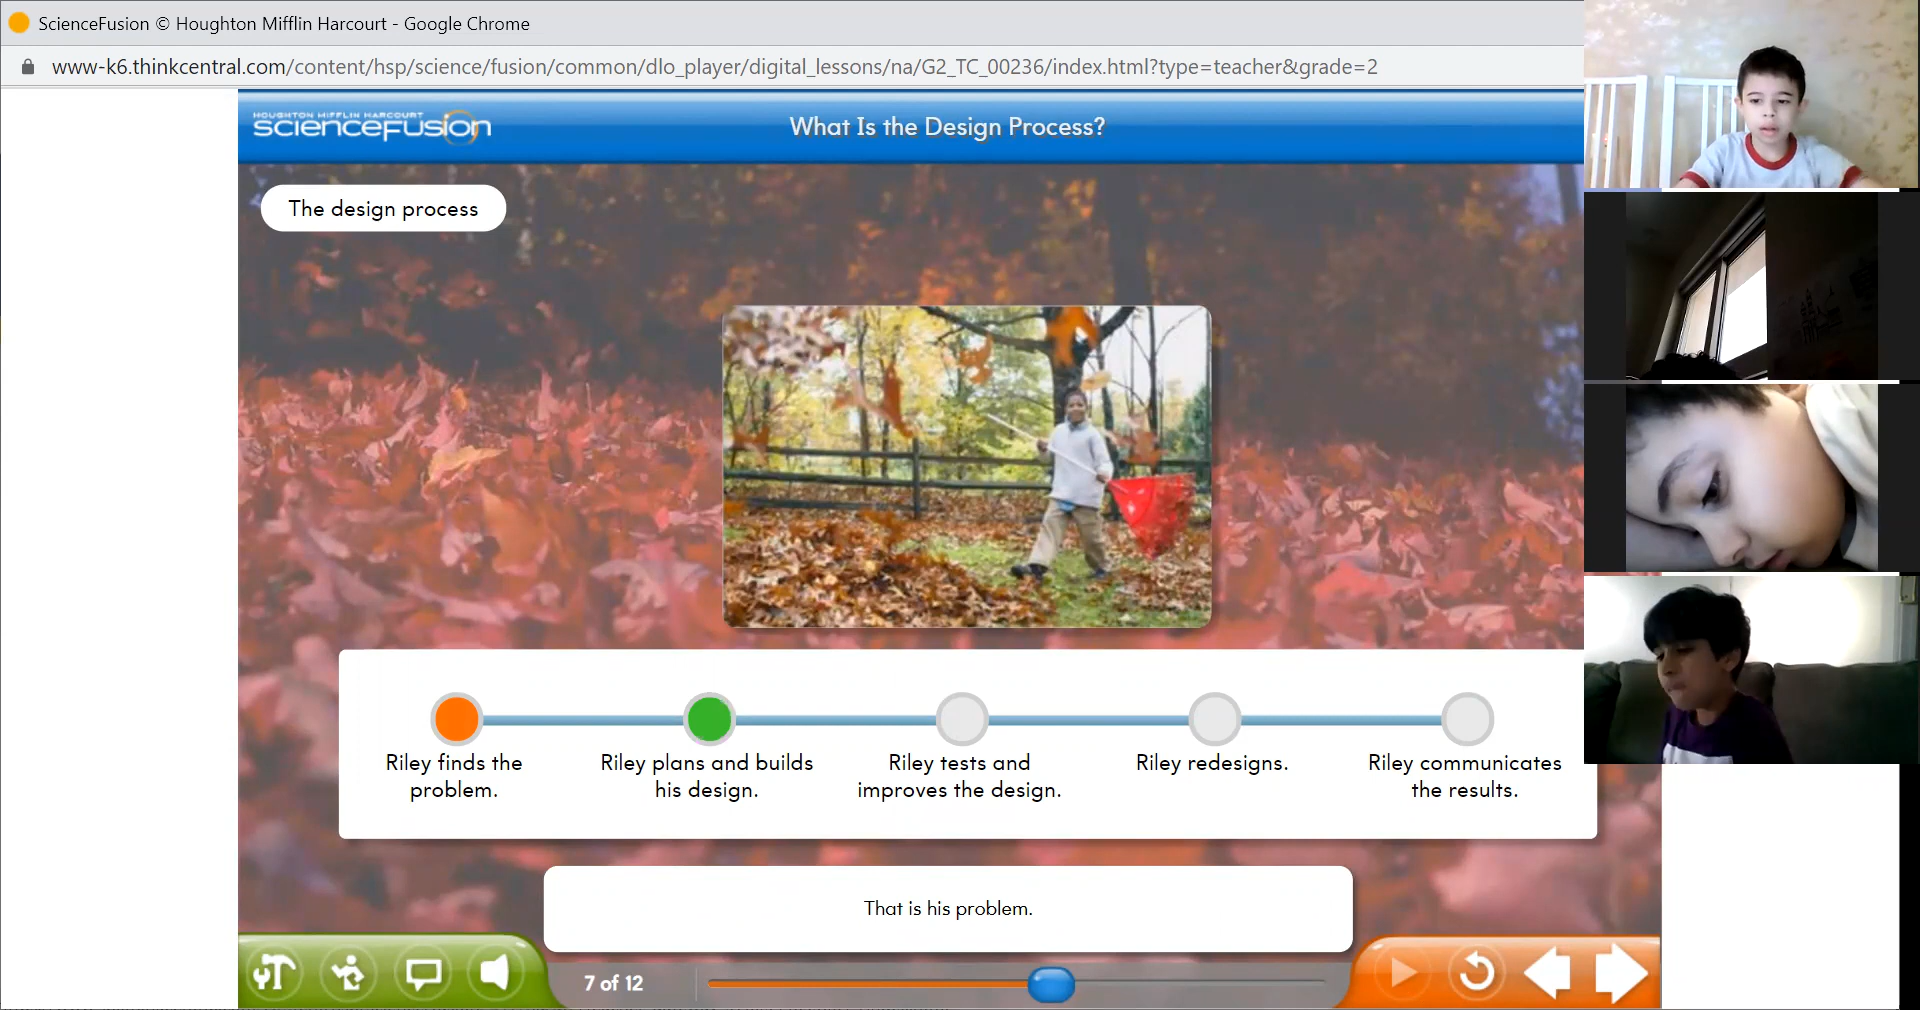 ScienceFusion © Houghton Mifflin Harcourt - Google Chrome
www-k6.thinkcentral.com/content/hsp/science/fusion/common/dlo_player/digital_lessons/na/G2_TC_00236/index.html?type=teacher&grade=2
HOUGHTON MIFFLIN HARCOURT
scienceFusion
What Is the Design Process?
The design process
Riley finds the
problem.
Riley plans and builds
his design.
Riley tests and
improves the design.
Riley redesigns.
Riley communicates
the results.
That is his problem.
7 of 12